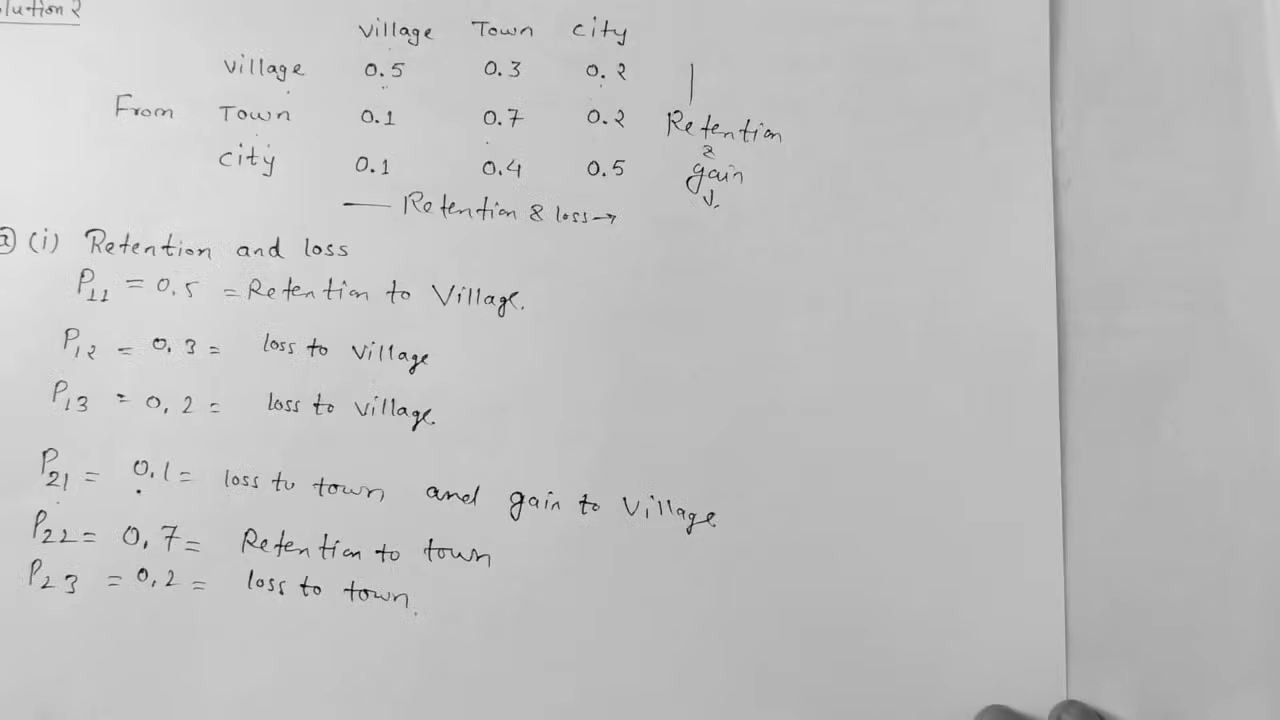 lution 2
Village Town City
Village 0.5 0.3 0.2
From Town 0.1 0.7 0.2 Retention
&
City 0.1 0.4 0.5 gain
Retention & loss →
(i) Retention and loss
P11 = 0.5 = Retention to Village.
P12 = 0.3 = loss to village
P13 = 0.2 = loss to village.
P21 = 0.1 = loss to town and gain to Village
P22 = 0.7 = Retention to town
P23 = 0.2 = loss to town.